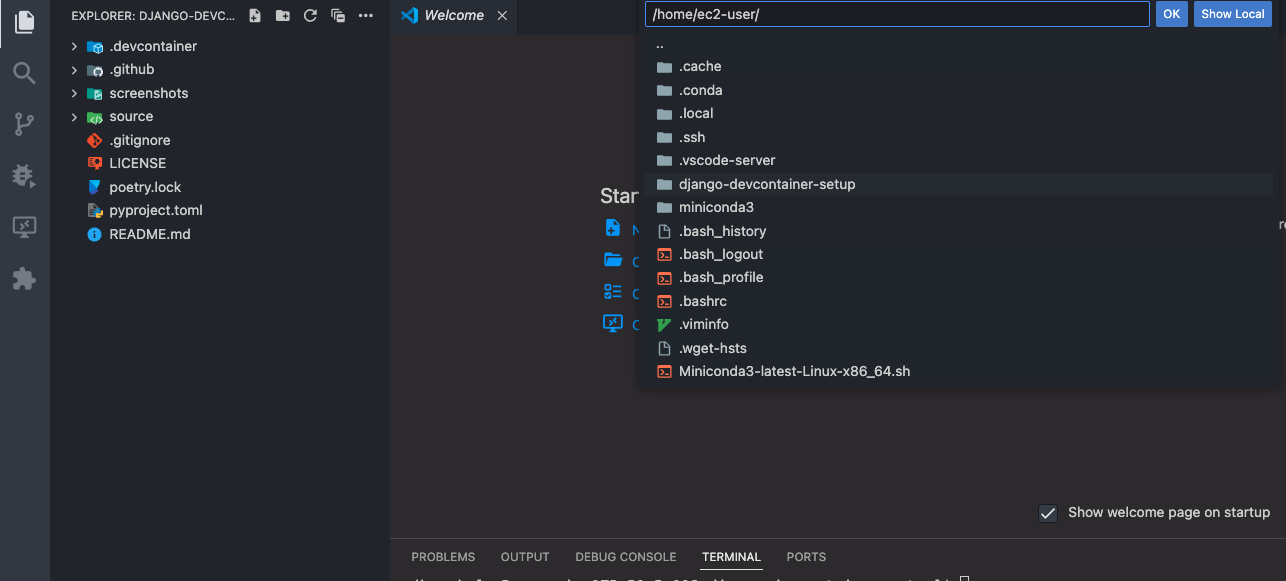 EXPLORER: DJANGO-DEVC...
.devcontainer
.github
screenshots
source
.gitignore
LICENSE
poetry.lock
pyproject.toml
README.md
Welcome
/home/ec2-user/
OK
Show Local
..
.cache
.conda
.local
.ssh
.vscode-server
django-devcontainer-setup
miniconda3
.bash_history
.bash_logout
.bash_profile
.bashrc
.viminfo
.wget-hsts
Miniconda3-latest-Linux-x86_64.sh
Show welcome page on startup
PROBLEMS
OUTPUT
DEBUG CONSOLE
TERMINAL
PORTS